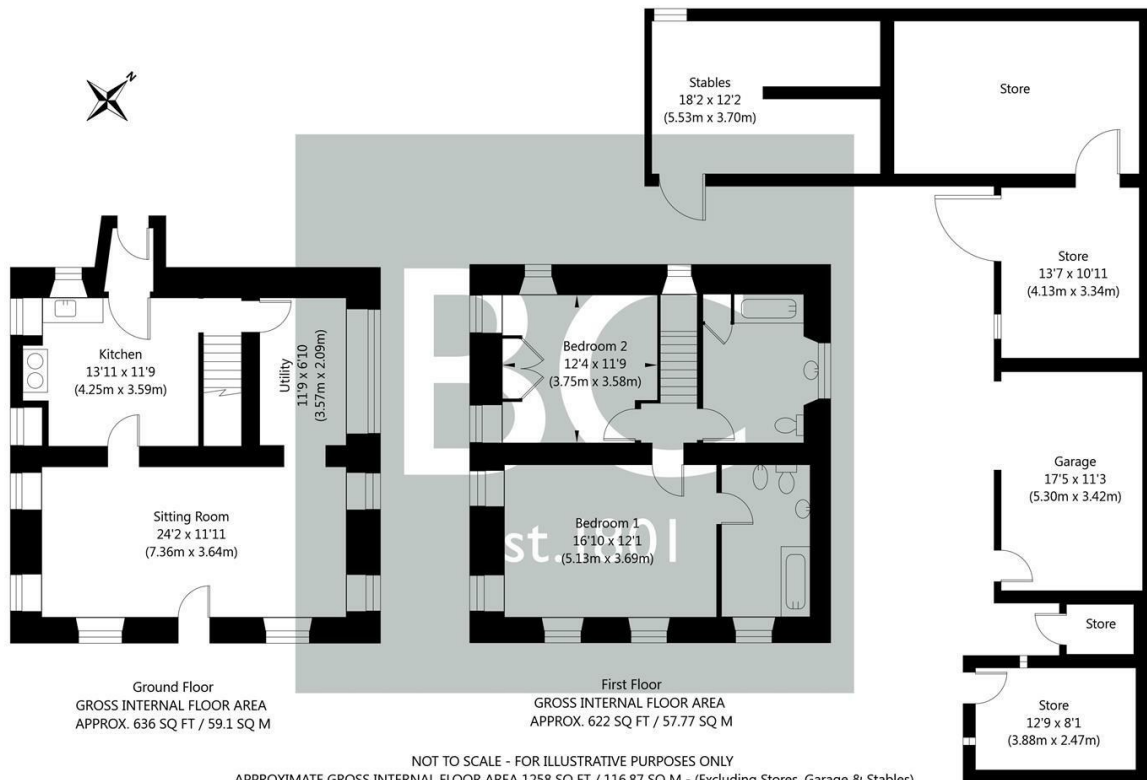 N
Stables
18'2 x 12'2
(5.53m x 3.70m)
Store
Store
13'7 x 10'11
(4.13m x 3.34m)
Kitchen
13'11 x 11'9
(4.25m x 3.59m)
Utility
11'9 x 6'10
(3.57m x 2.09m)
BC
Bedroom 2
12'4 x 11'9
(3.75m x 3.58m)
Garage
17'5 x 11'3
(5.30m x 3.42m)
Sitting Room
24'2 x 11'11
(7.36m x 3.64m)
Bedroom 1
16'10 x 12'1
(5.13m x 3.69m)
st.1801
Store
Store
12'9 x 8'1
(3.88m x 2.47m)
Ground Floor
GROSS INTERNAL FLOOR AREA
APPROX. 636 SQ FT / 59.1 SQ M
First Floor
GROSS INTERNAL FLOOR AREA
APPROX. 622 SQ FT / 57.77 SQ M
NOT TO SCALE - FOR ILLUSTRATIVE PURPOSES ONLY
APPROXIMATE GROSS INTERNAL FLOOR AREA 1258 SQ FT / 116.87 SQ M - (Excluding Stores, Garage & Stables)